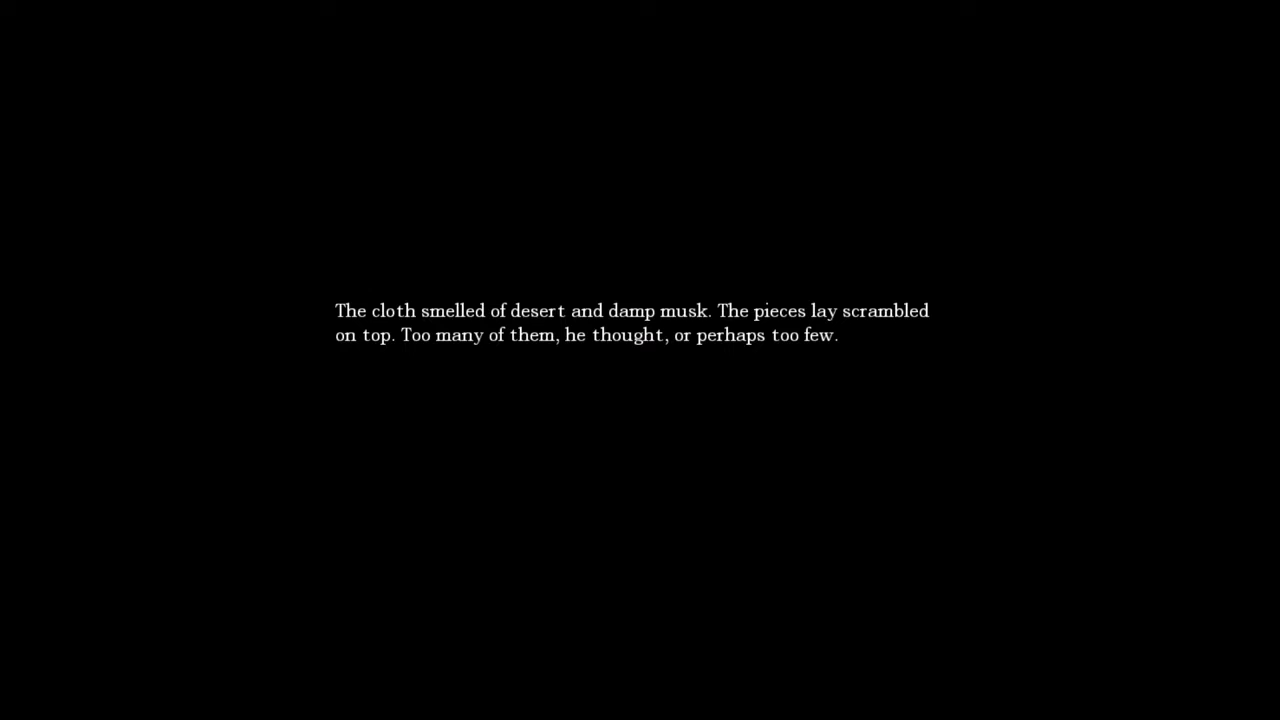 The cloth smelled of desert and damp musk. The pieces lay scrambled
on top. Too many of them, he thought, or perhaps too few.